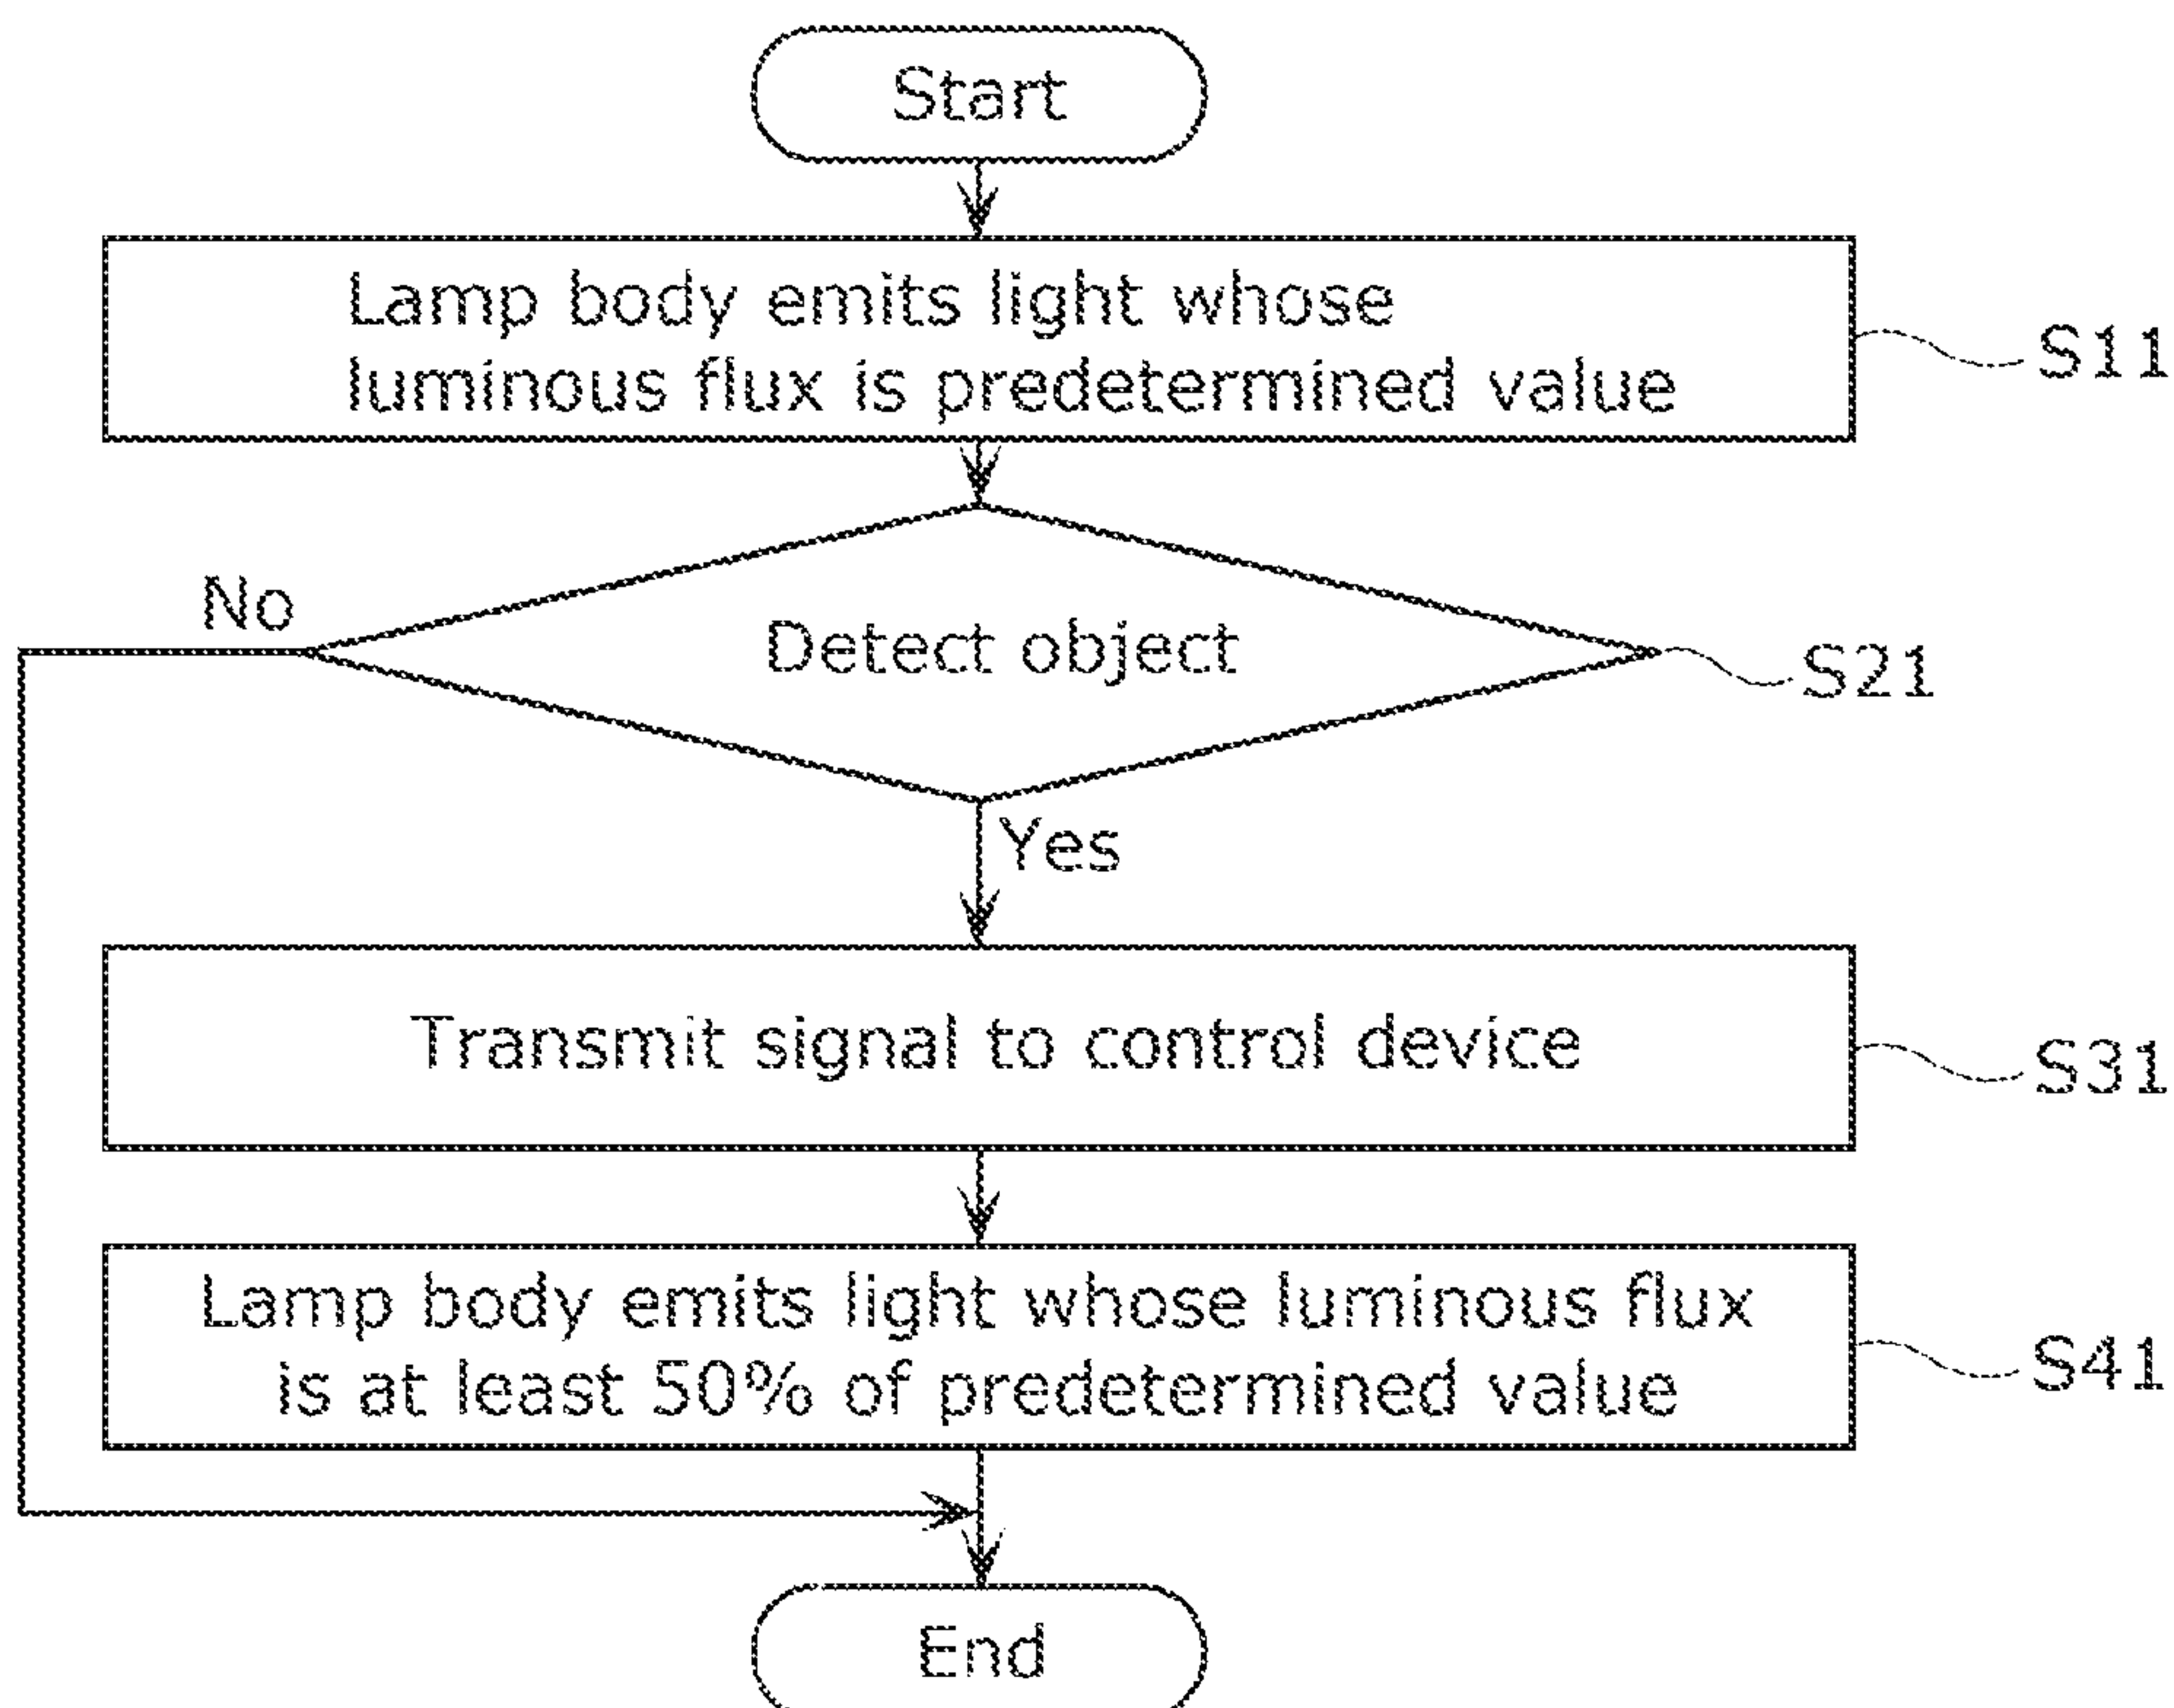 Start
Lamp body emits light whose
luminous flux is predetermined value
S11
No
Detect object
S21
Yes
Transmit signal to control device
S31
Lamp body emits light whose luminous flux
is at least 50% of predetermined value
S41
End